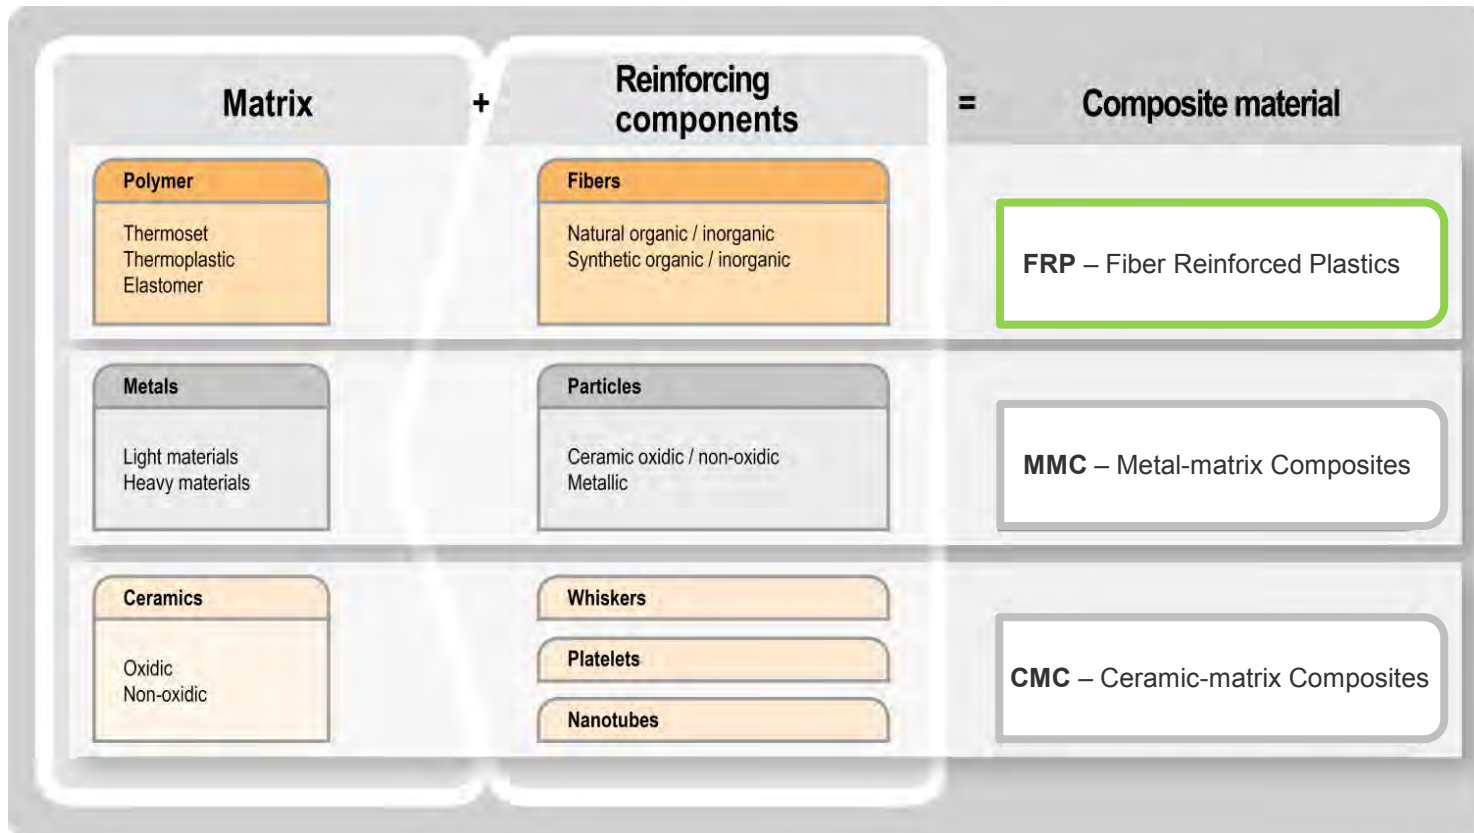 Matrix + Reinforcing components = Composite material
Polymer
Thermoset
Thermoplastic
Elastomer
Fibers
Natural organic / inorganic
Synthetic organic / inorganic
FRP – Fiber Reinforced Plastics
Metals
Light materials
Heavy materials
Particles
Ceramic oxidic / non-oxidic
Metallic
MMC – Metal-matrix Composites
Ceramics
Oxidic
Non-oxidic
Whiskers
Platelets
Nanotubes
CMC – Ceramic-matrix Composites